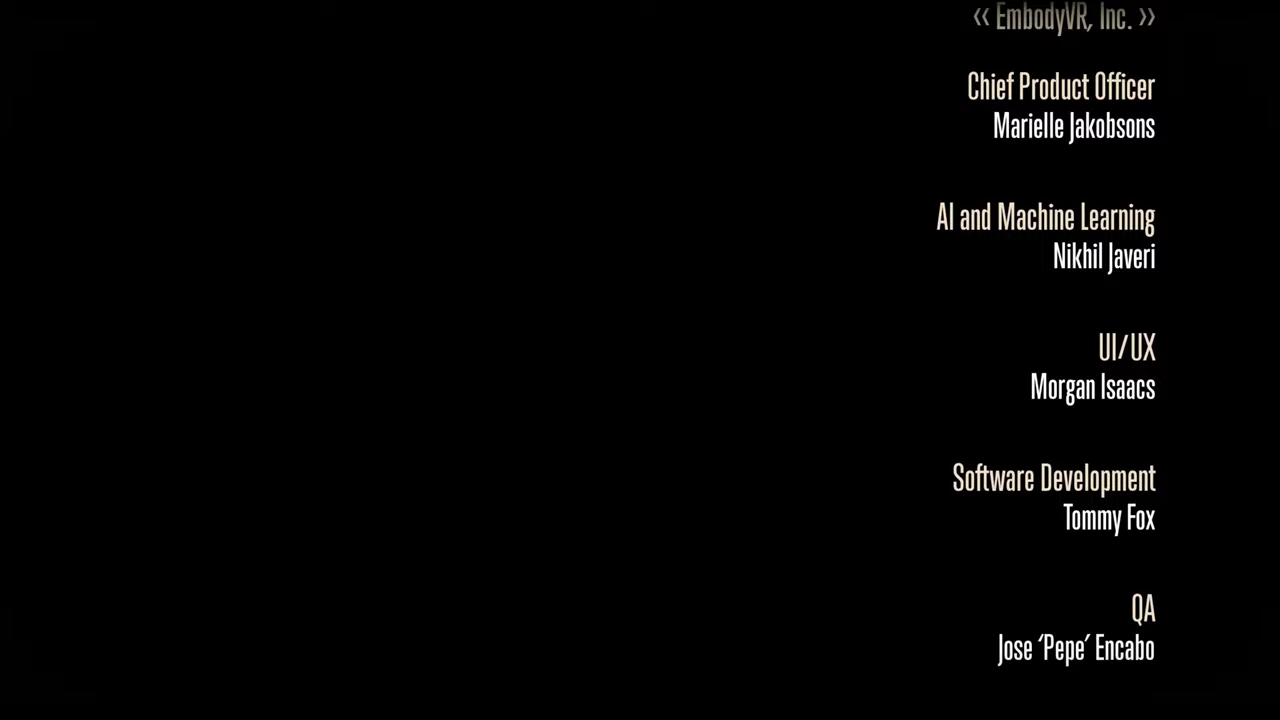 « EmbodyVR, Inc. »
Chief Product Officer
Marielle Jakobsons
AI and Machine Learning
Nikhil Javeri
UI/UX
Morgan Isaacs
Software Development
Tommy Fox
QA
Jose ‘Pepe’ Encabo